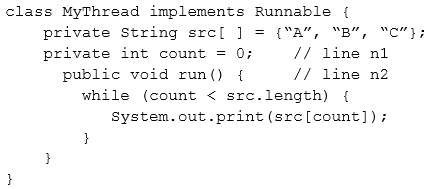 class MyThread implements Runnable {
    private String src[ ] = {“A”, “B”, “C”};
    private int count = 0;     // line n1
      public void run() {     // line n2
        while (count < src.length) {
           System.out.print(src[count]);
        }
    }
}